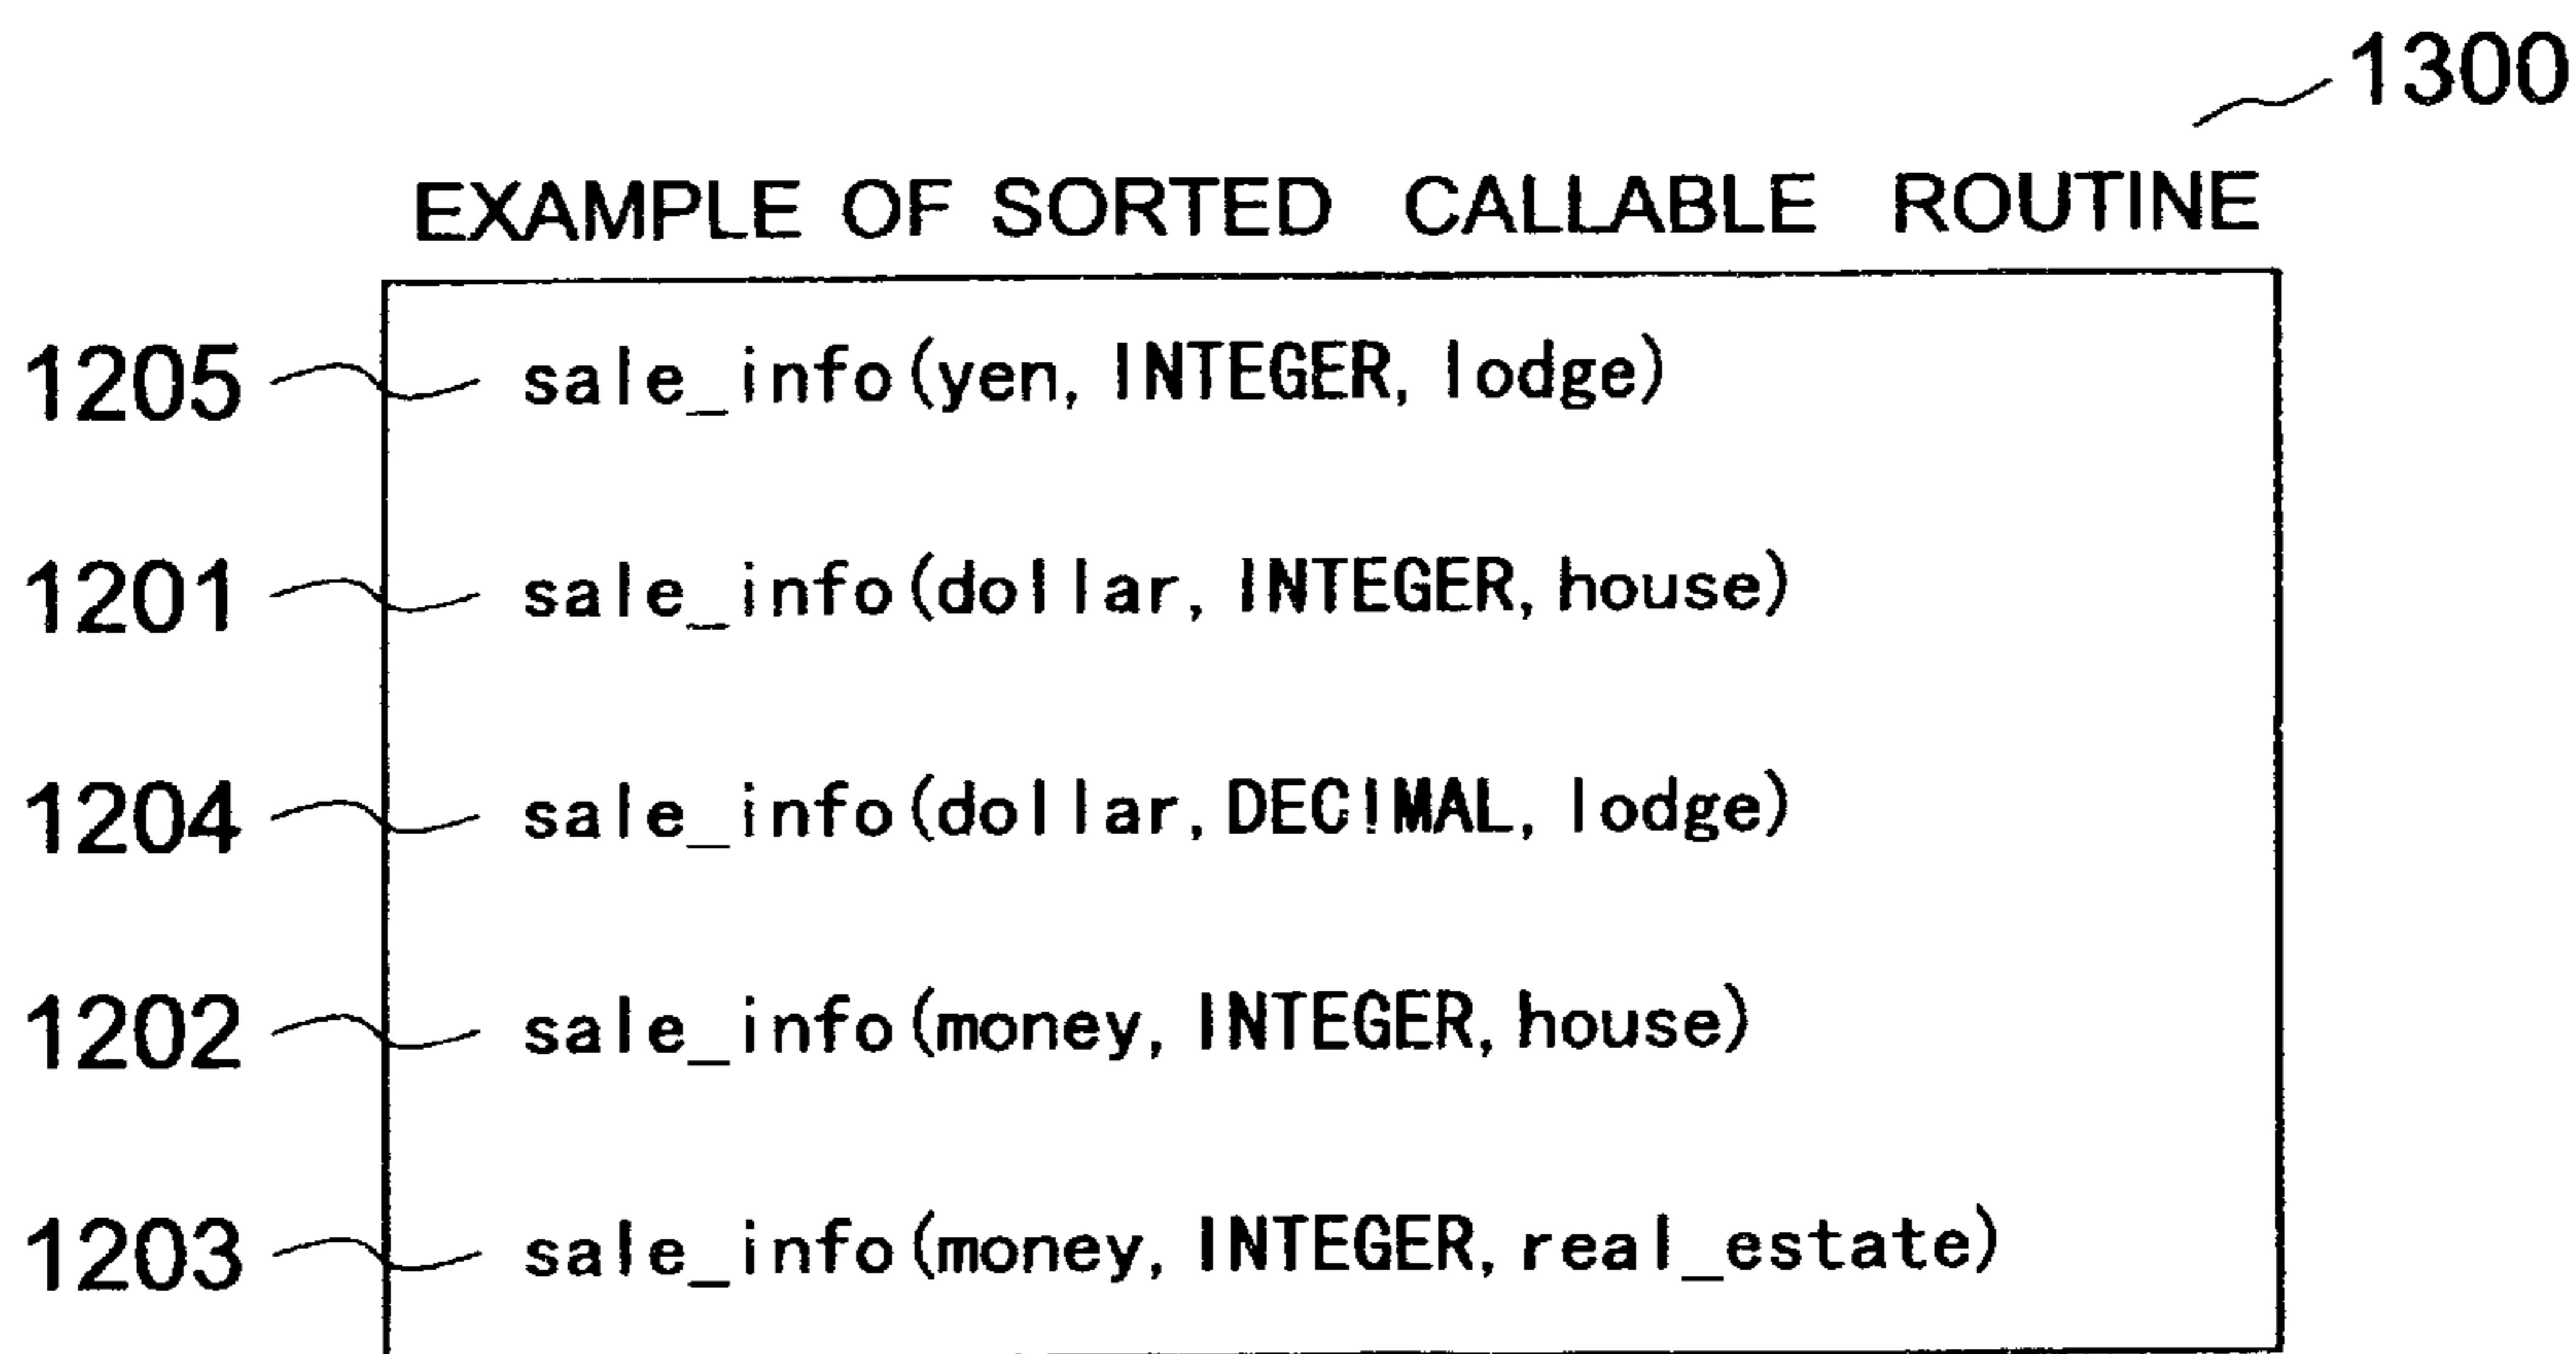 1300
EXAMPLE OF SORTED CALLABLE ROUTINE
1205 sale_info(yen, INTEGER, lodge)
1201 sale_info(dollar, INTEGER, house)
1204 sale_info(dollar, DECIMAL, lodge)
1202 sale_info(money, INTEGER, house)
1203 sale_info(money, INTEGER, real_estate)